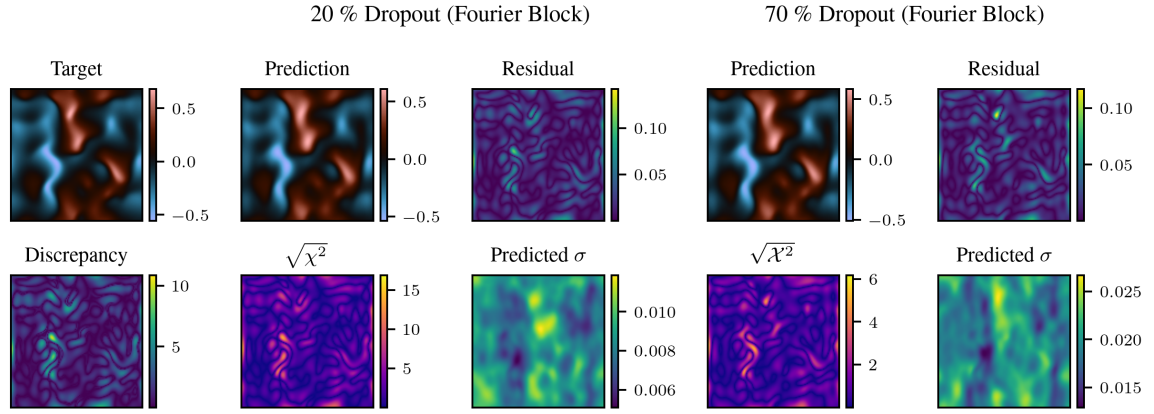 20 % Dropout (Fourier Block)
70 % Dropout (Fourier Block)
Target
Prediction
Residual
Prediction
Residual
0.5
0.0
−0.5
0.5
0.0
−0.5
0.10
0.05
0.5
0.0
−0.5
0.10
0.05
Discrepancy
√χ²
Predicted σ
√𝒳²
Predicted σ
10
5
15
10
5
0.010
0.008
0.006
6
4
2
0.025
0.020
0.015